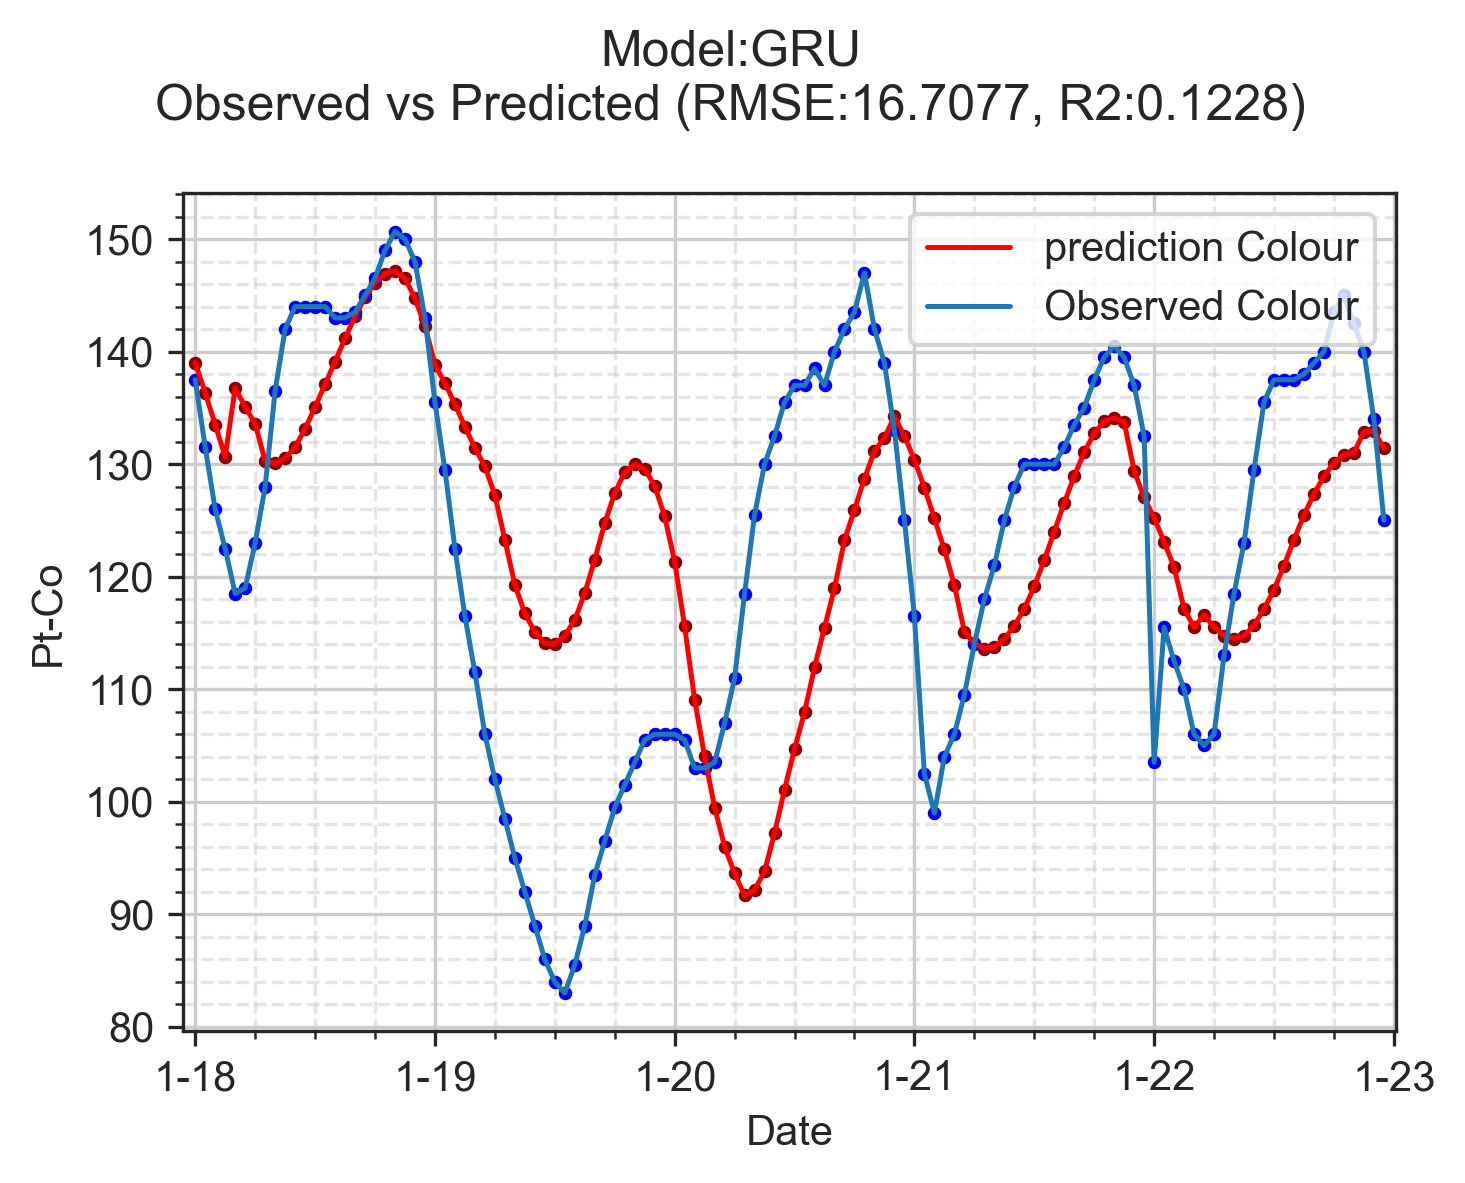 Model:GRU
Observed vs Predicted (RMSE:16.7077, R2:0.1228)
prediction Colour
Observed Colour
Pt-Co
150
140
130
120
110
100
90
80
1-18
1-19
1-20
1-21
1-22
1-23
Date